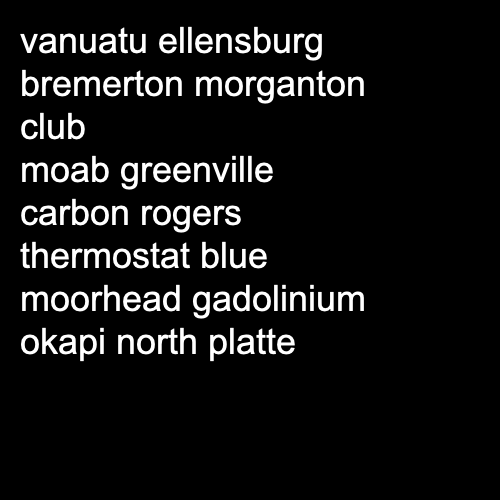 vanuatu ellensburg
bremerton morganton
club
moab greenville
carbon rogers
thermostat blue
moorhead gadolinium
okapi north platte